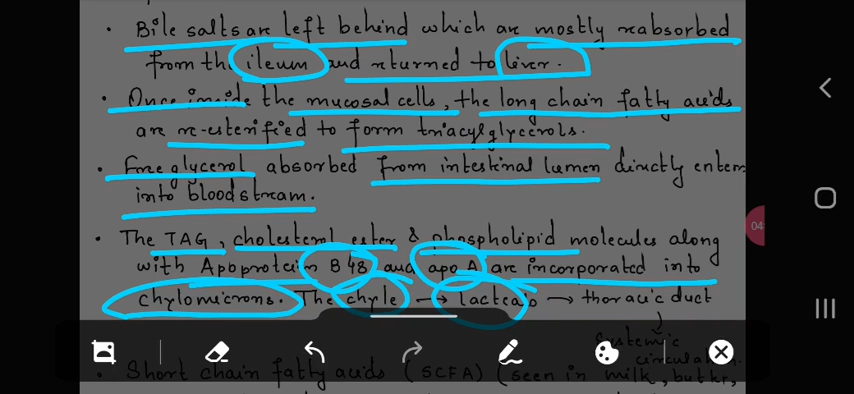 • Bile salts are left behind which are mostly reabsorbed
from the ileum and returned to liver.
• Once inside the mucosal cells, the long chain fatty acids
are re-esterified to form triacylglycerols.
• Free glycerol absorbed from intestinal lumen directly enters
into bloodstream.
• The TAG, cholesterol ester & phospholipid molecules along
with Apoprotein B48 and apo A are incorporated into
chylomicrons. The chyle → lacteals → thoracic duct
↓
Systemic
circulation.
• Short chain fatty acids (SCFA) (seen in milk, butter,
04